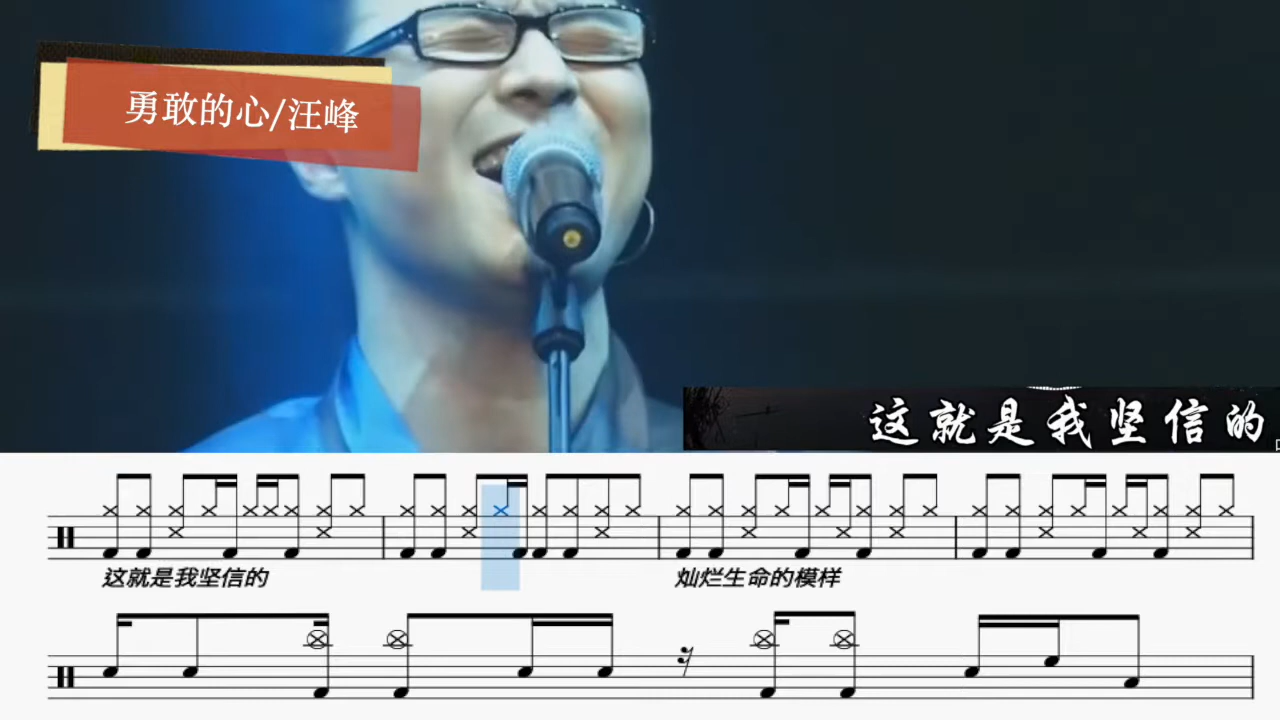 勇敢的心/汪峰
这就是我坚信的
这就是我坚信的
灿烂生命的模样